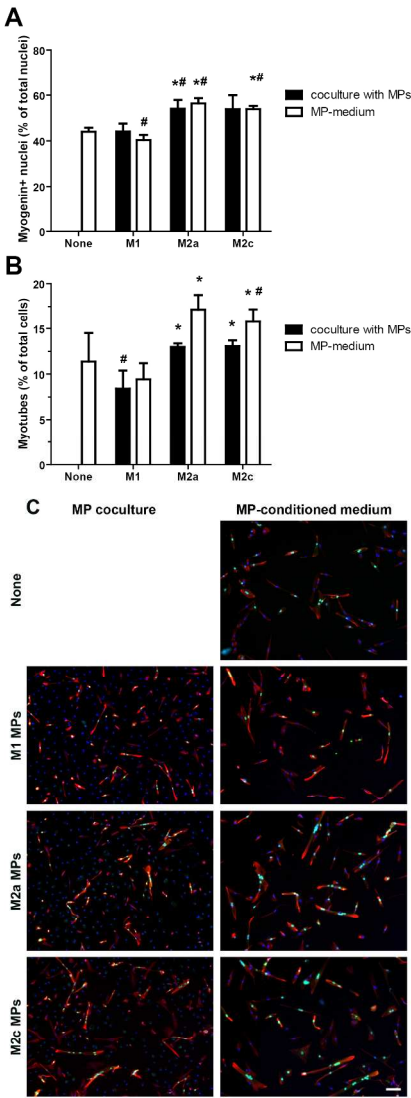 A
Myogenin+ nuclei (% of total nuclei)
80
60
40
20
0
*# *#
#
*#
coculture with MPs
MP-medium
None M1 M2a M2c
B
Myotubes (% of total cells)
20
15
10
5
0
#
*
*
*
* #
coculture with MPs
MP-medium
None M1 M2a M2c
C
MP coculture MP-conditioned medium
None
M1 MPs
M2a MPs
M2c MPs